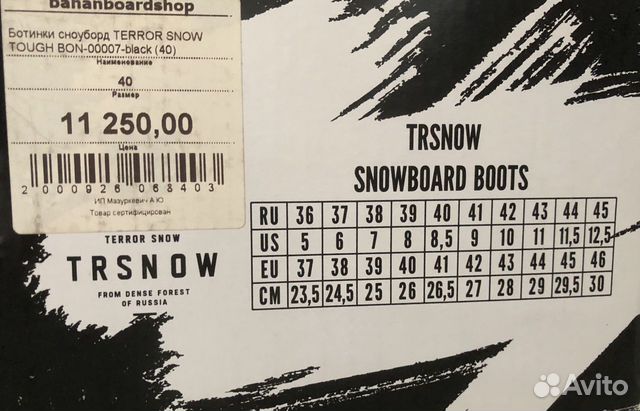 bananboardshop
Ботинки сноуборд TERROR SNOW
TOUGH BON-00007-black (40)
Наименование
40
Размер
11 250,00
Цена
2 000926 068403
ИП Мазуркевич А Ю
Товар сертифицирован
TERROR SNOW
TRSNOW
FROM DENSE FOREST
OF RUSSIA
TRSNOW
SNOWBOARD BOOTS
RU 36 37 38 39 40 41 42 43 44 45
US 5 6 7 8 8,5 9 10 11 11,5 12,5
EU 37 38 39 40 41 42 43 44 45 46
CM 23,5 24,5 25 26 26,5 27 28 29 29,5 30
Avito